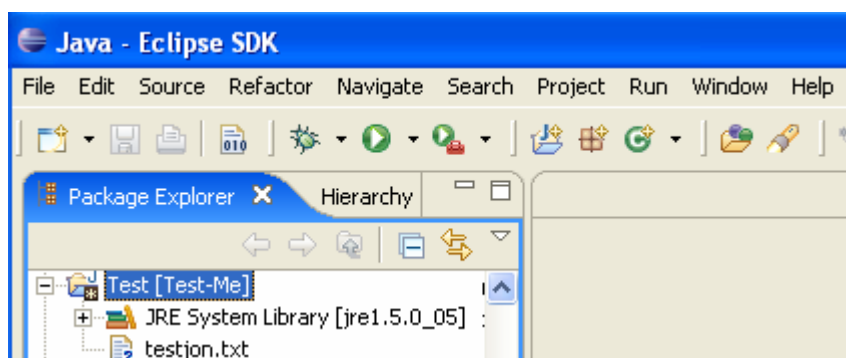 Java - Eclipse SDK
File Edit Source Refactor Navigate Search Project Run Window Help
010
Package Explorer Hierarchy
Test [Test-Me]
JRE System Library [jre1.5.0_05]
testjon.txt